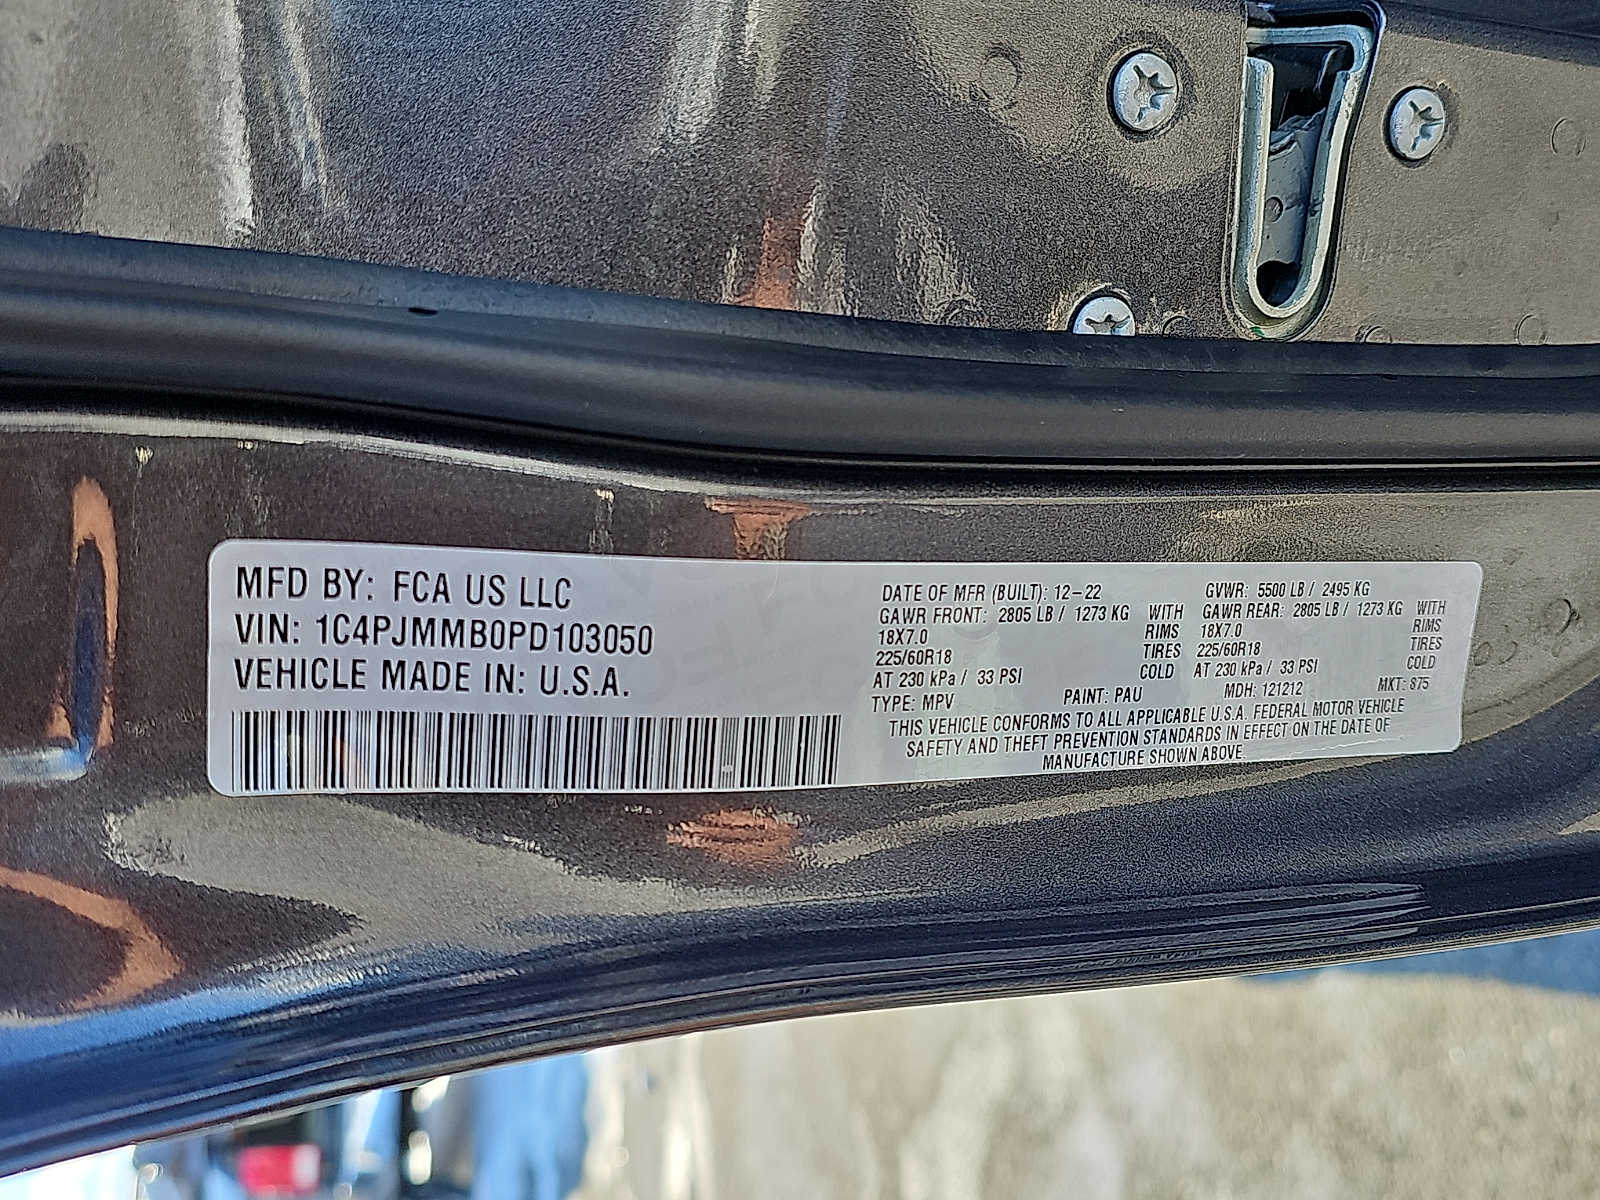 MFD BY: FCA US LLC
VIN: 1C4PJMMB0PD103050
VEHICLE MADE IN: U.S.A.
DATE OF MFR (BUILT): 12-22 GVWR: 5500 LB / 2495 KG
GAWR FRONT: 2805 LB / 1273 KG WITH GAWR REAR: 2805 LB / 1273 KG WITH
18X7.0 RIMS 18X7.0 RIMS
225/60R18 TIRES 225/60R18 TIRES
AT 230 kPa / 33 PSI COLD AT 230 kPa / 33 PSI COLD
TYPE: MPV PAINT: PAU MDH: 121212 MKT: 875
THIS VEHICLE CONFORMS TO ALL APPLICABLE U.S.A. FEDERAL MOTOR VEHICLE
SAFETY AND THEFT PREVENTION STANDARDS IN EFFECT ON THE DATE OF
MANUFACTURE SHOWN ABOVE.